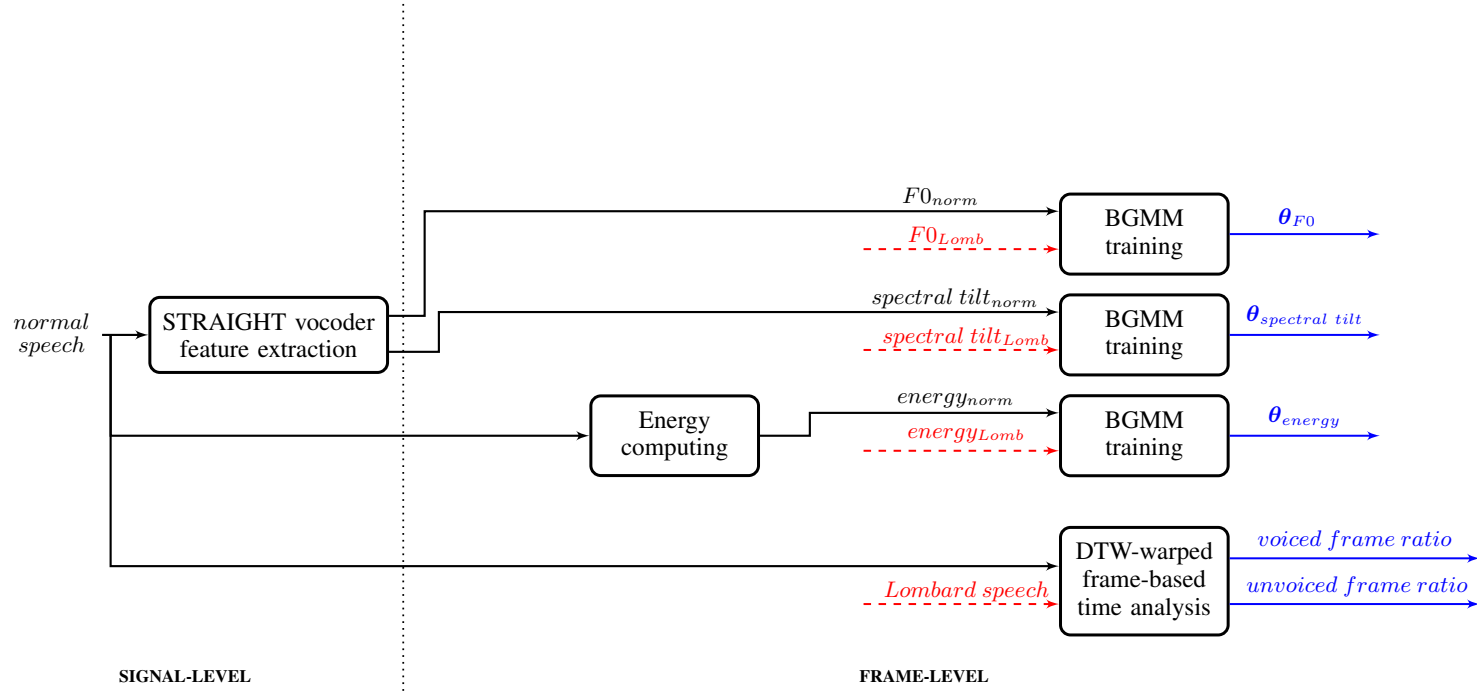 F0norm
F0Lomb
BGMM
training
θF0
normal
speech
STRAIGHT vocoder
feature extraction
spectral tiltnorm
spectral tiltLomb
BGMM
training
θspectral tilt
Energy
computing
energynorm
energyLomb
BGMM
training
θenergy
Lombard speech
DTW-warped
frame-based
time analysis
voiced frame ratio
unvoiced frame ratio
SIGNAL-LEVEL
FRAME-LEVEL